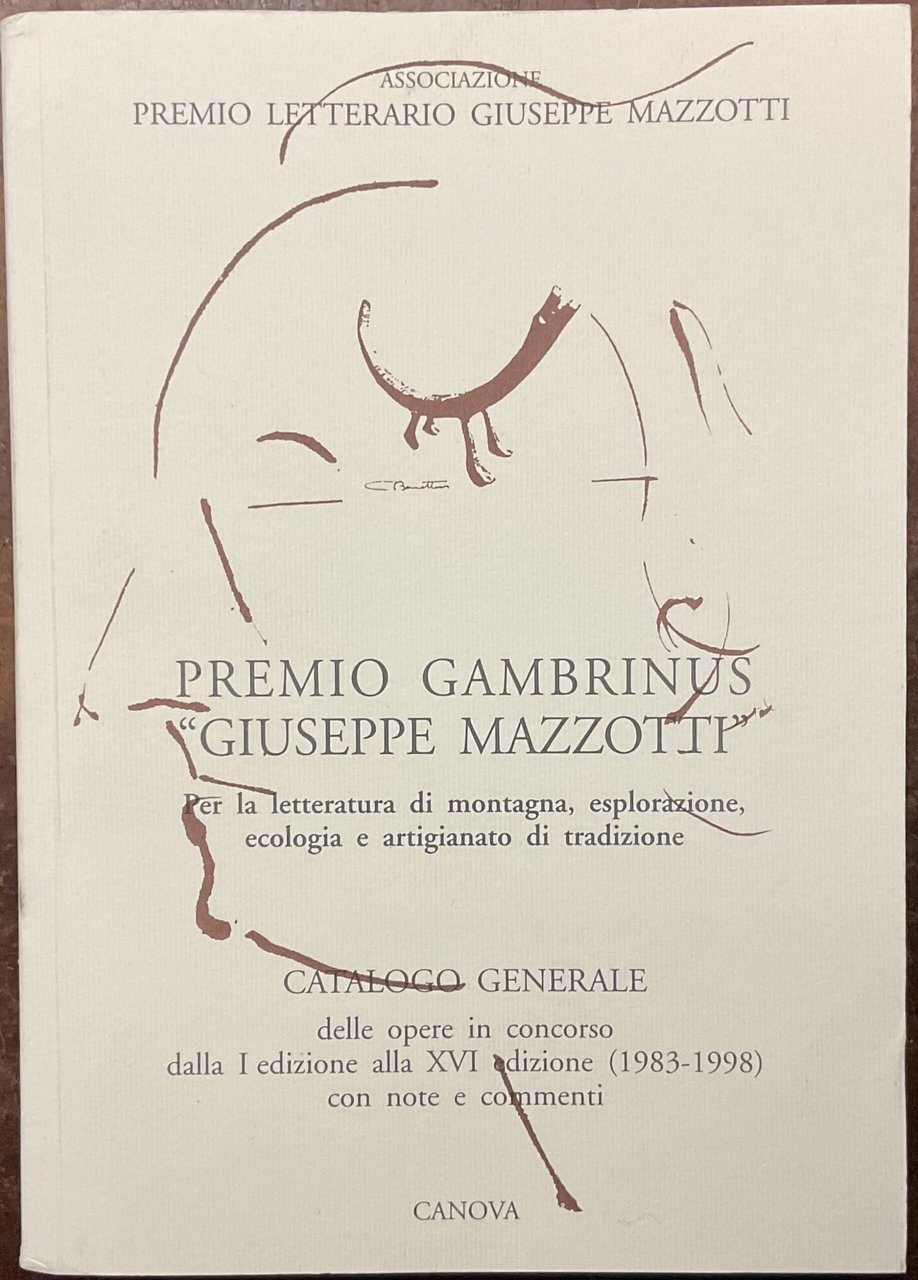 ASSOCIAZIONE
PREMIO LETTERARIO GIUSEPPE MAZZOTTI
PREMIO GAMBRINUS
“GIUSEPPE MAZZOTTI”
Per la letteratura di montagna, esplorazione,
ecologia e artigianato di tradizione
CATALOGO GENERALE
delle opere in concorso
dalla I edizione alla XVI edizione (1983-1998)
con note e commenti
CANOVA